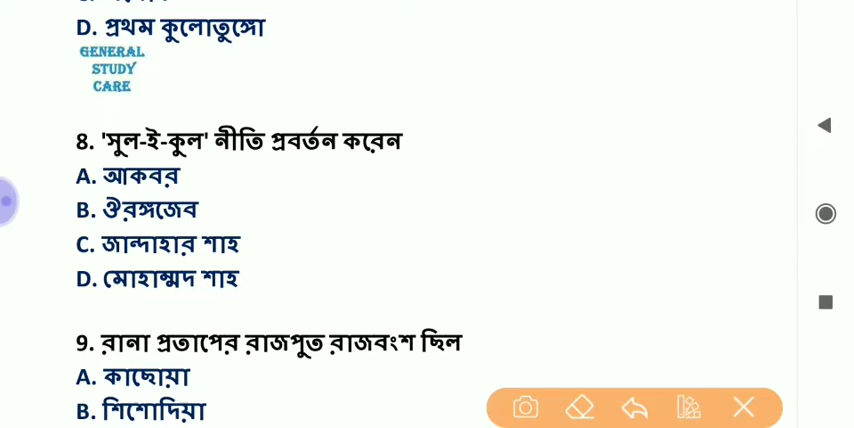 D. প্রথম কুলোতুঙ্গো
GENERAL
STUDY
CARE
8. 'সুল-ই-কুল' নীতি প্রবর্তন করেন
A. আকবর
B. ঔরঙ্গজেব
C. জান্দাহার শাহ
D. মোহাম্মদ শাহ
9. রানা প্রতাপের রাজপুত রাজবংশ ছিল
A. কাছোয়া
B. শিশোদিয়া